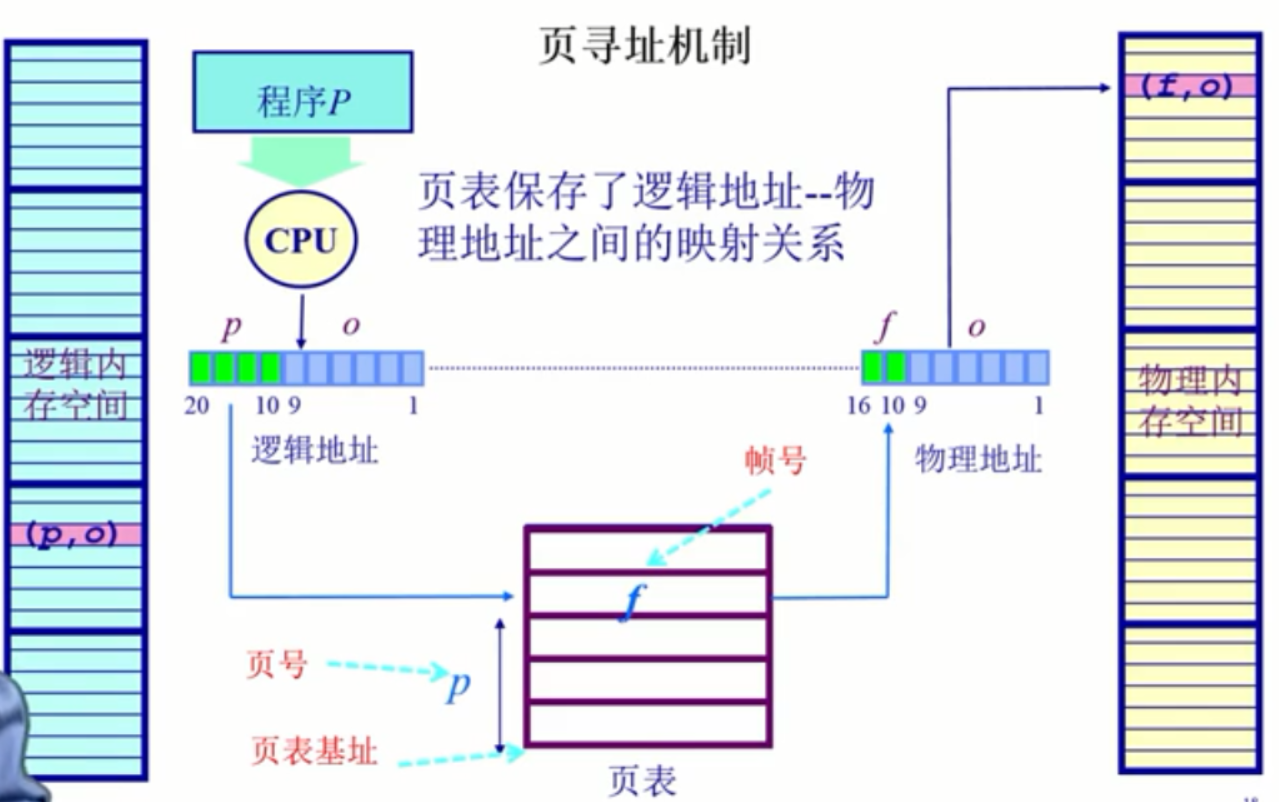 页寻址机制
程序P
CPU
页表保存了逻辑地址--物
理地址之间的映射关系
(f,o)
p o
f o
20 10 9 1
16 10 9 1
逻辑内
存空间
逻辑地址
物理地址
物理内
存空间
帧号
(p,o)
f
页号
p
页表基址
页表